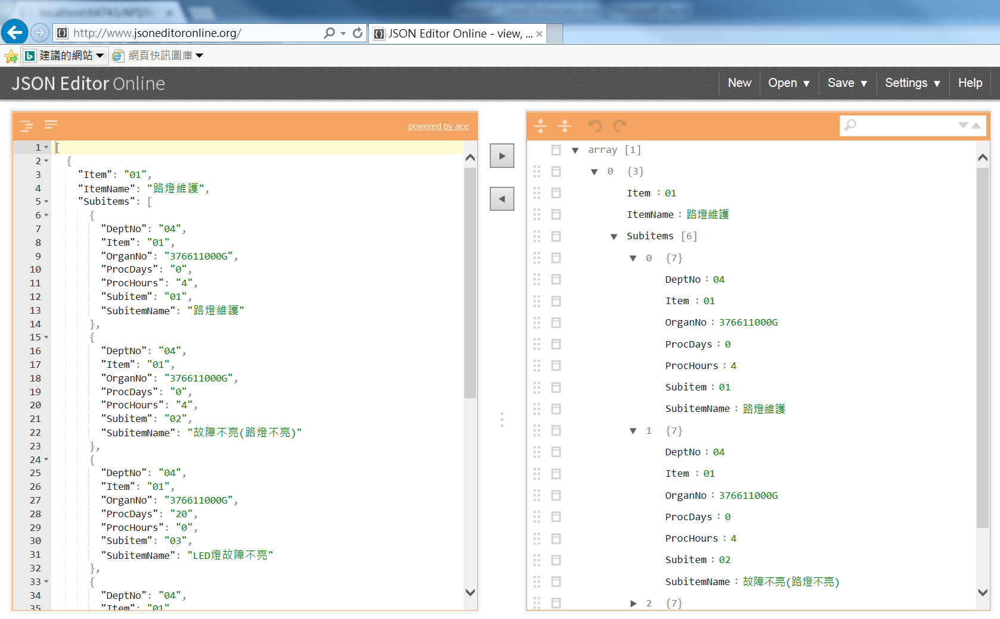 http://www.jsoneditoronline.org/
JSON Editor Online - view, ...
建議的網站
網頁快訊圖庫
JSON Editor Online
New
Open
Save
Settings
Help
powered by ace
1 [
2 {
3 "Item": "01",
4 "ItemName": "路燈維護",
5 "Subitems": [
6 {
7 "DeptNo": "04",
8 "Item": "01",
9 "OrganNo": "376611000G",
10 "ProcDays": "0",
11 "ProcHours": "4",
12 "Subitem": "01",
13 "SubitemName": "路燈維護"
14 },
15 {
16 "DeptNo": "04",
17 "Item": "01",
18 "OrganNo": "376611000G",
19 "ProcDays": "0",
20 "ProcHours": "4",
21 "Subitem": "02",
22 "SubitemName": "故障不亮(路燈不亮)"
23 },
24 {
25 "DeptNo": "04",
26 "Item": "01",
27 "OrganNo": "376611000G",
28 "ProcDays": "20",
29 "ProcHours": "0",
30 "Subitem": "03",
31 "SubitemName": "LED燈故障不亮"
32 },
33 {
34 "DeptNo": "04",
35 "Item": "01"
array [1]
0 {3}
Item : 01
ItemName : 路燈維護
Subitems [6]
0 {7}
DeptNo : 04
Item : 01
OrganNo : 376611000G
ProcDays : 0
ProcHours : 4
Subitem : 01
SubitemName : 路燈維護
1 {7}
DeptNo : 04
Item : 01
OrganNo : 376611000G
ProcDays : 0
ProcHours : 4
Subitem : 02
SubitemName : 故障不亮(路燈不亮)
2 {7}